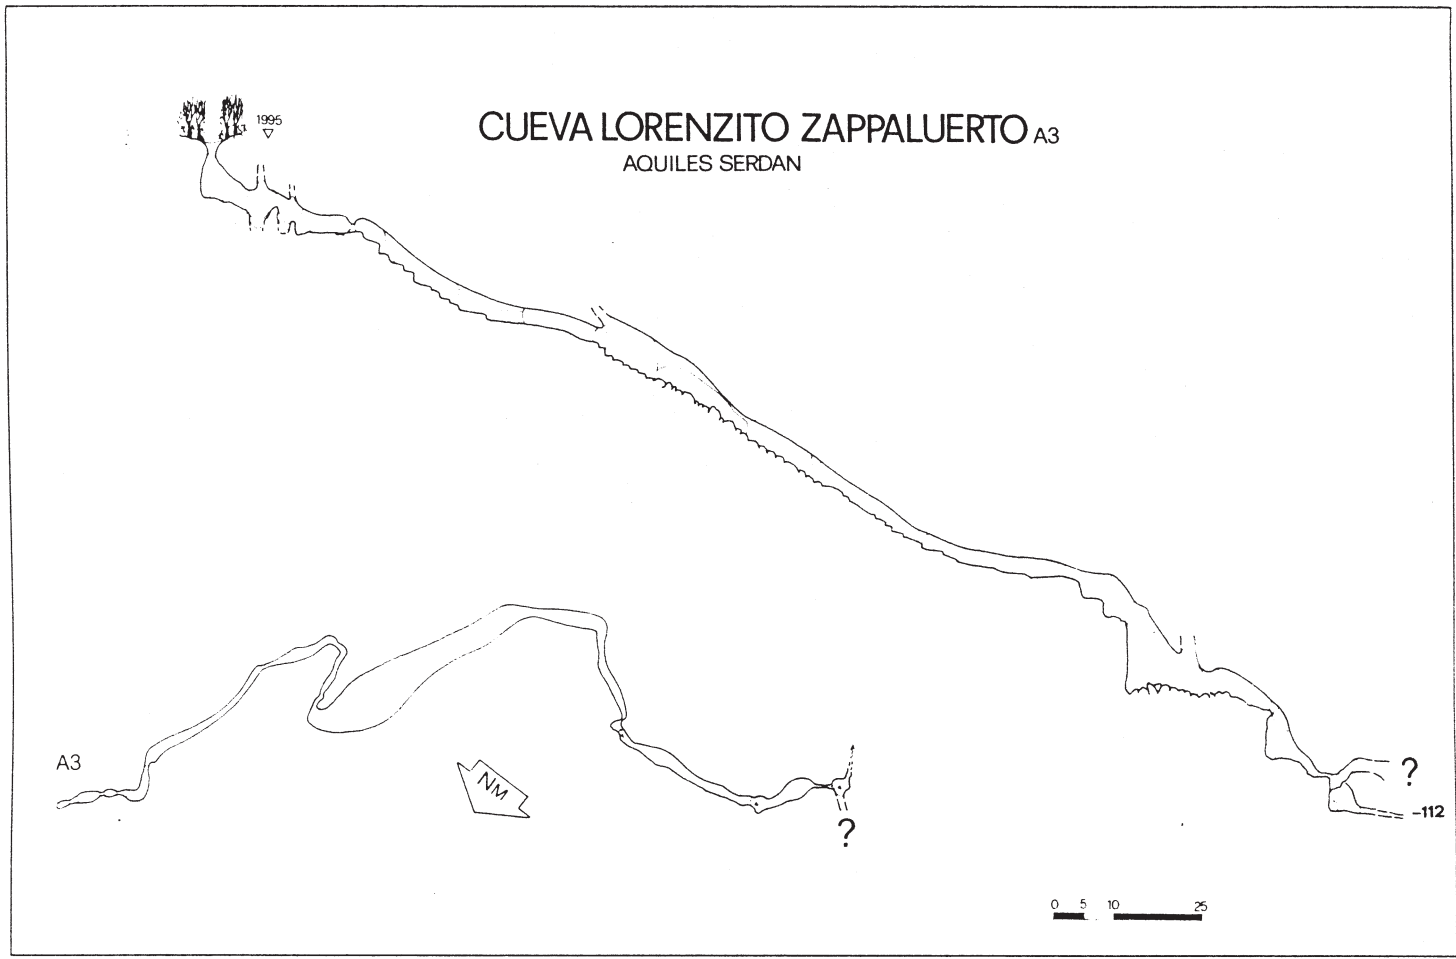 1995
CUEVA LORENZITO ZAPPALUERTO A3
AQUILES SERDAN
A3
NM
?
?
-112
0 5 10 25